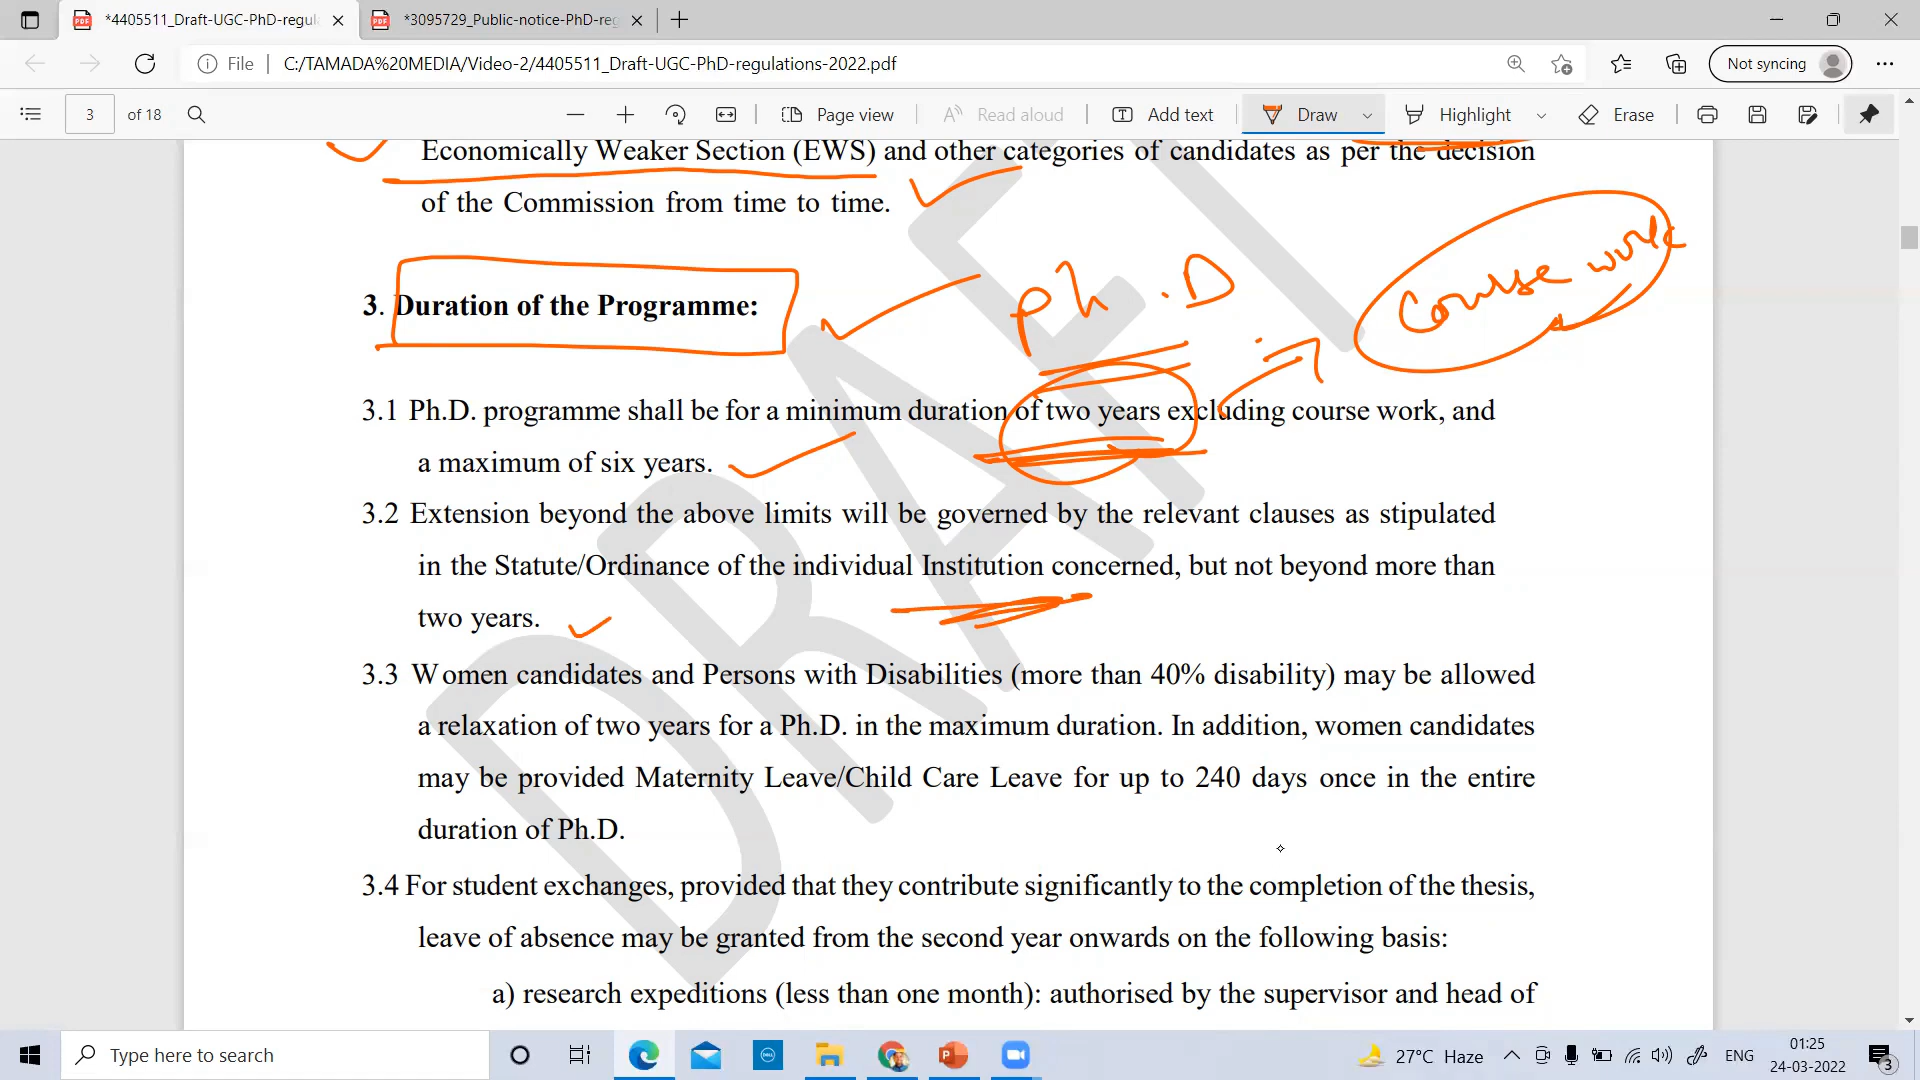 *4405511_Draft-UGC-PhD-regul
*3095729_Public-notice-PhD-reg
File
C:/TAMADA%20MEDIA/Video-2/4405511_Draft-UGC-PhD-regulations-2022.pdf
Not syncing
3 of 18
Page view
Read aloud
Add text
Draw
Highlight
Erase
Economically Weaker Section (EWS) and other categories of candidates as per the decision
of the Commission from time to time.
Course work
ph.D
3. Duration of the Programme:
3.1 Ph.D. programme shall be for a minimum duration of two years excluding course work, and
a maximum of six years.
3.2 Extension beyond the above limits will be governed by the relevant clauses as stipulated
in the Statute/Ordinance of the individual Institution concerned, but not beyond more than
two years.
3.3 Women candidates and Persons with Disabilities (more than 40% disability) may be allowed
a relaxation of two years for a Ph.D. in the maximum duration. In addition, women candidates
may be provided Maternity Leave/Child Care Leave for up to 240 days once in the entire
duration of Ph.D.
3.4 For student exchanges, provided that they contribute significantly to the completion of the thesis,
leave of absence may be granted from the second year onwards on the following basis:
a) research expeditions (less than one month): authorised by the supervisor and head of
DRAFT
Type here to search
27°C Haze
ENG
01:25
24-03-2022
3